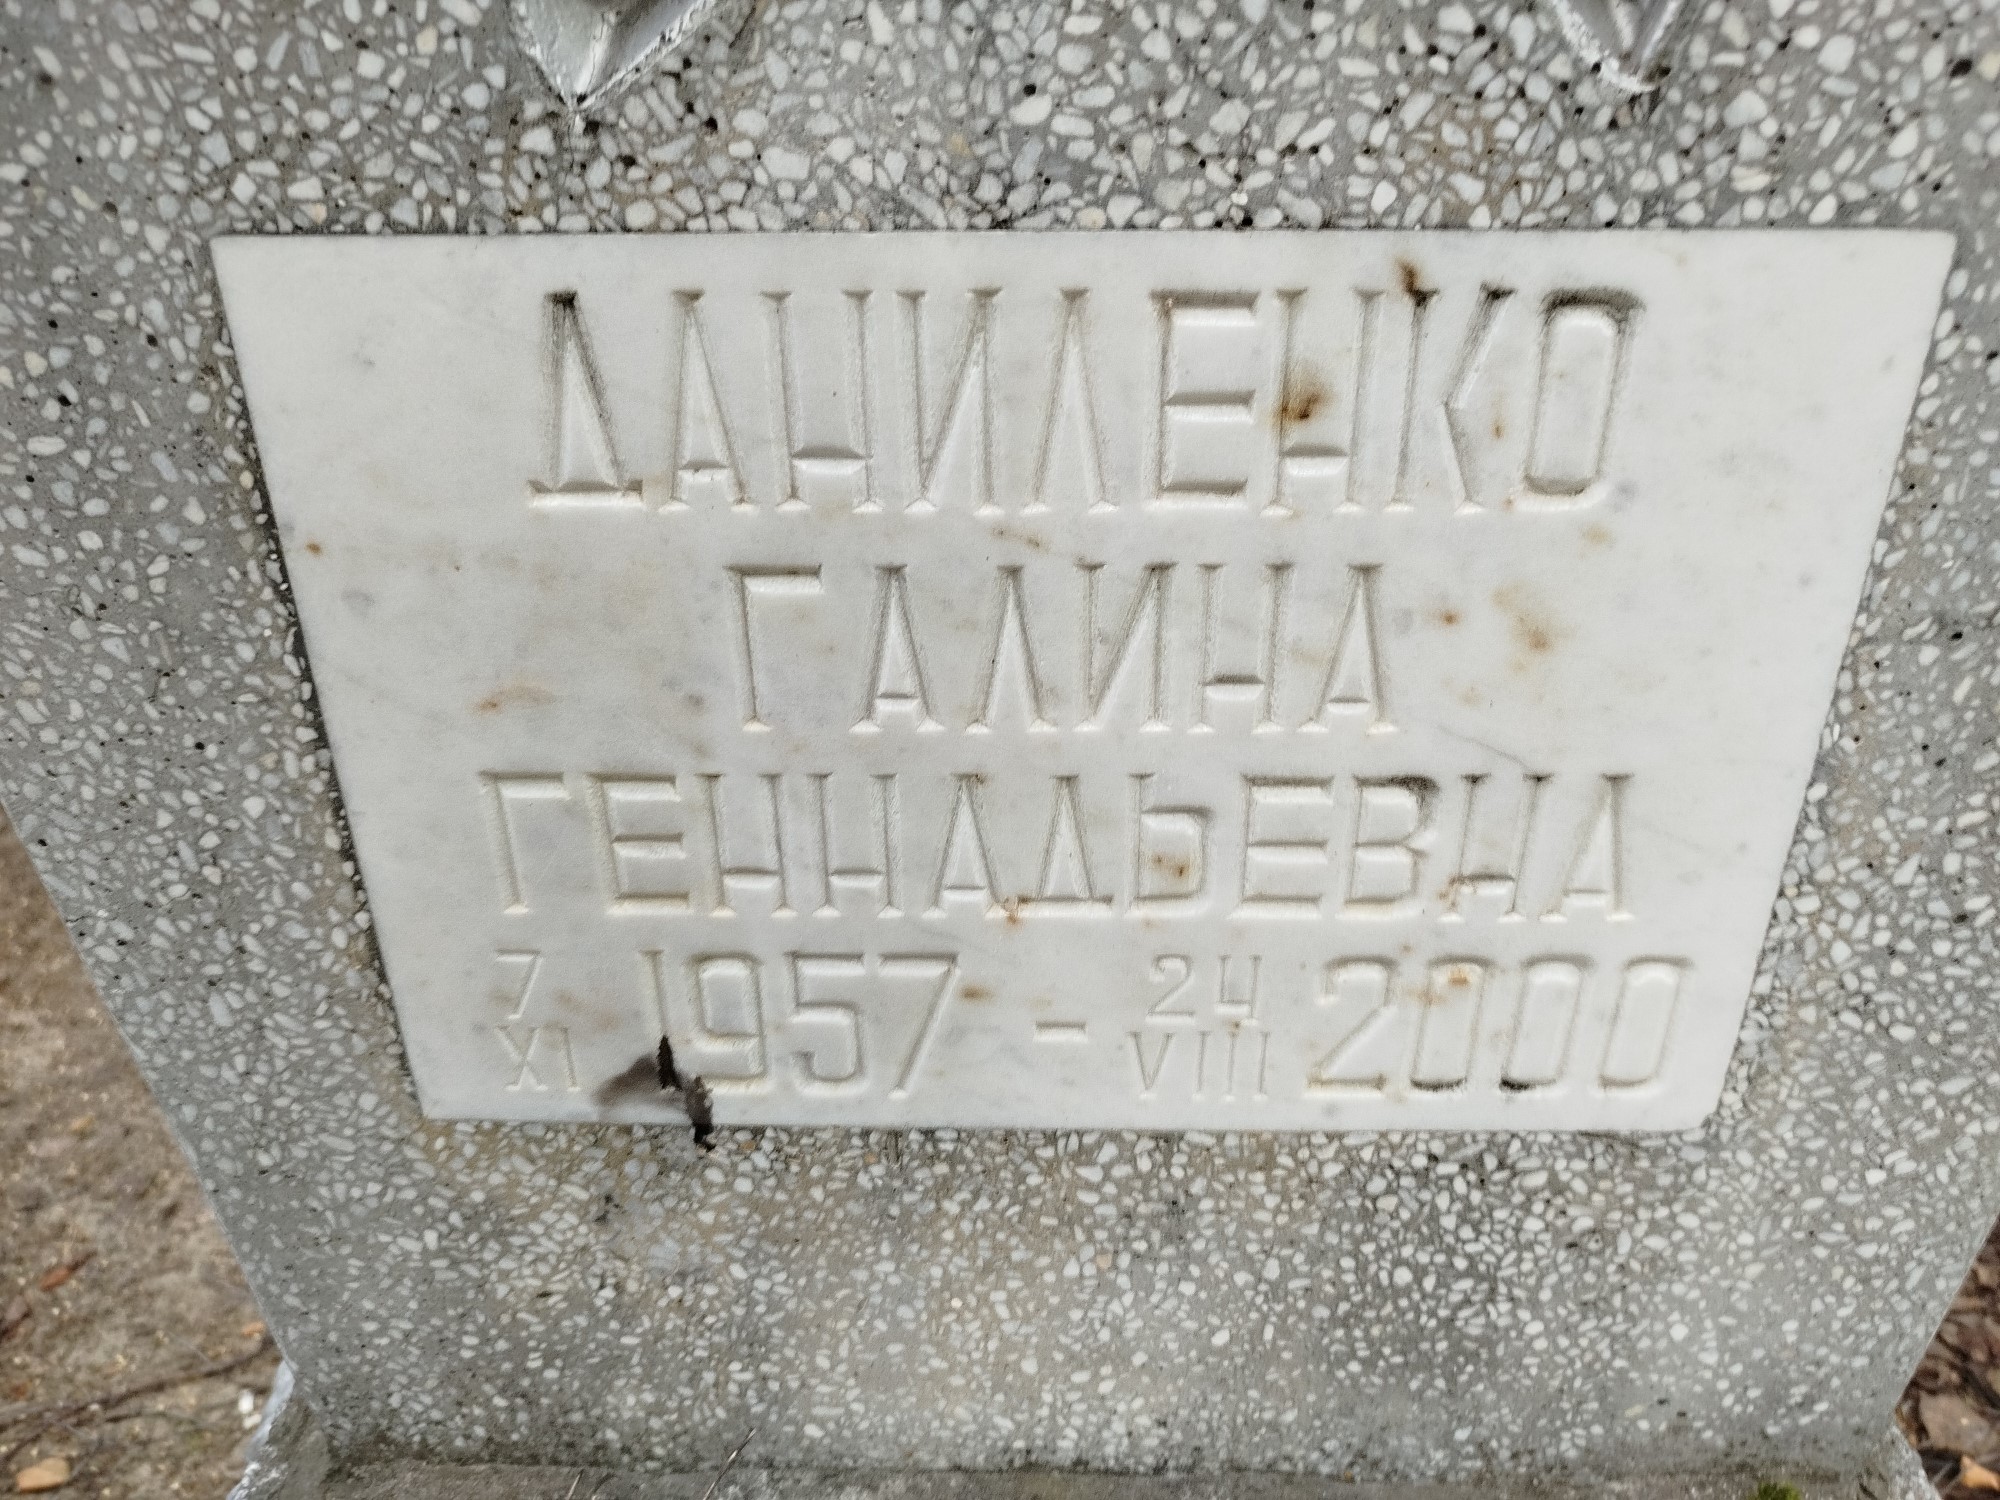 ДАНИЛЕНКО
ГАЛИНА
ГЕННАДЬЕВНА
7 XI 1957 - 24 VIII 2000